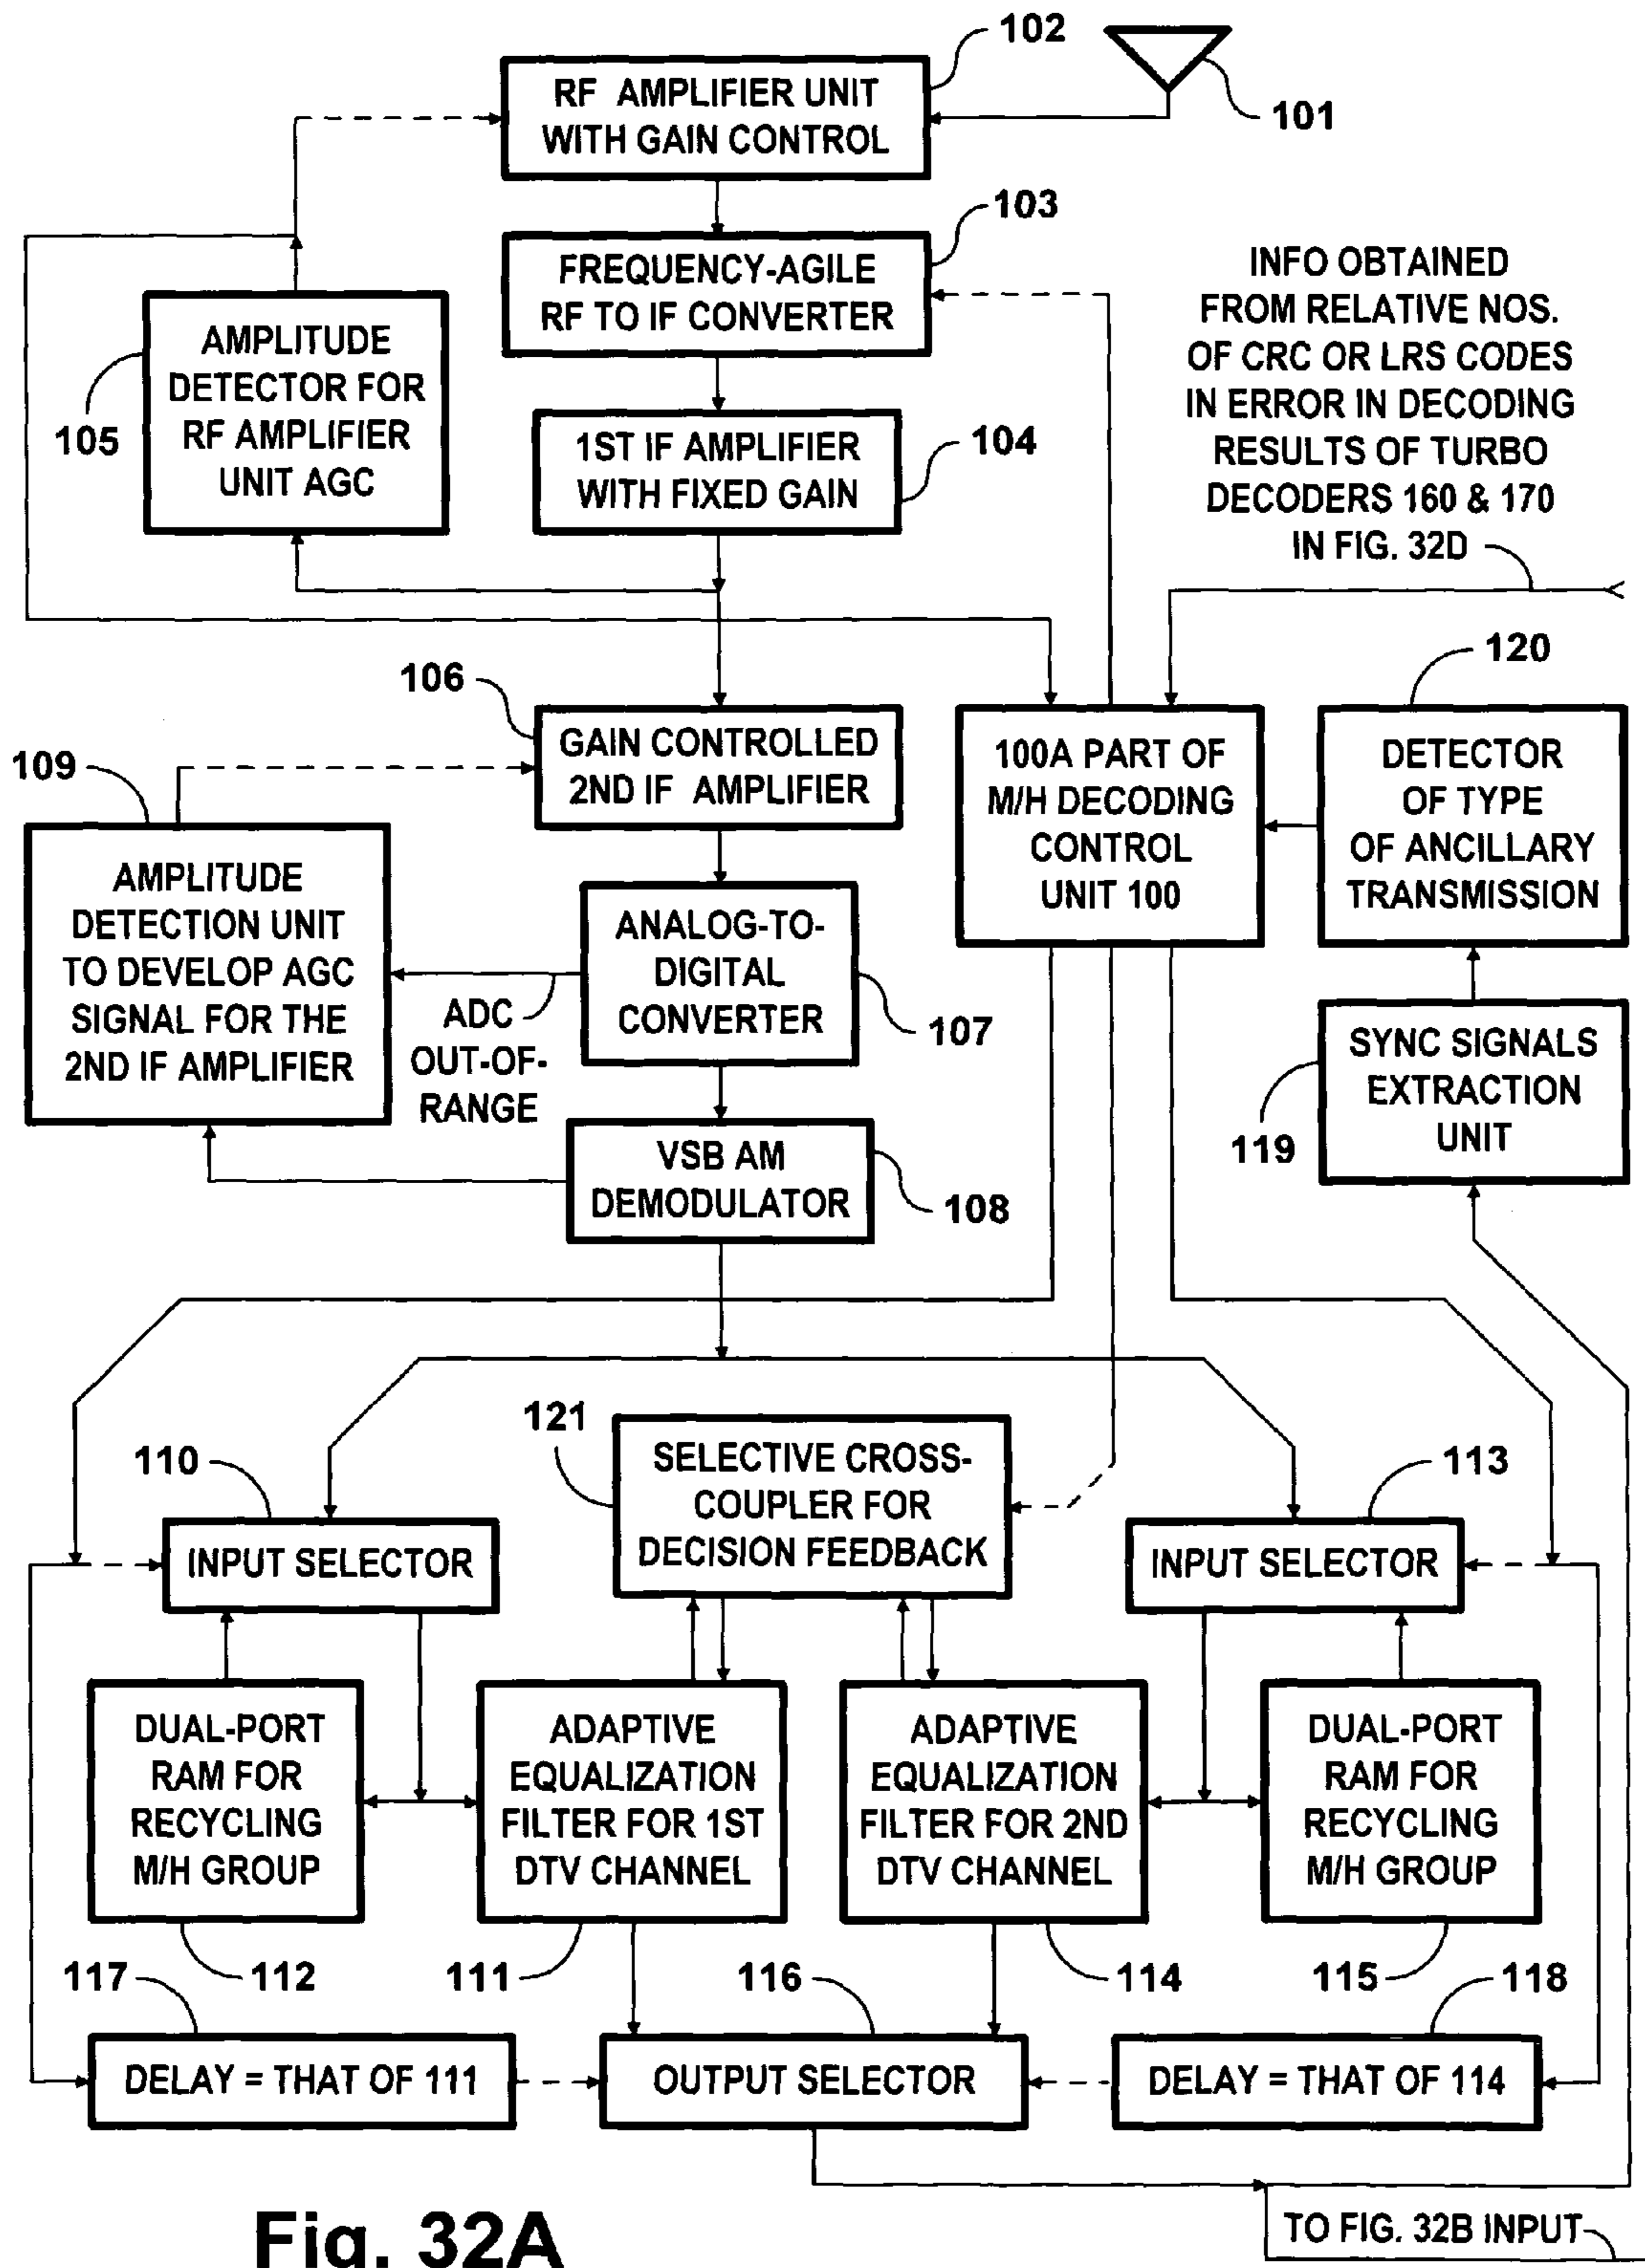 102
RF AMPLIFIER UNIT
WITH GAIN CONTROL
101
103
FREQUENCY-AGILE
RF TO IF CONVERTER
INFO OBTAINED
FROM RELATIVE NOS.
OF CRC OR LRS CODES
IN ERROR IN DECODING
RESULTS OF TURBO
DECODERS 160 & 170
IN FIG. 32D
AMPLITUDE
DETECTOR FOR
RF AMPLIFIER
UNIT AGC
105
1ST IF AMPLIFIER
WITH FIXED GAIN
104
106
GAIN CONTROLLED
2ND IF AMPLIFIER
100A PART OF
M/H DECODING
CONTROL
UNIT 100
120
DETECTOR
OF TYPE
OF ANCILLARY
TRANSMISSION
109
AMPLITUDE
DETECTION UNIT
TO DEVELOP AGC
SIGNAL FOR THE
2ND IF AMPLIFIER
ADC
OUT-OF-
RANGE
ANALOG-TO-
DIGITAL
CONVERTER
107
SYNC SIGNALS
EXTRACTION
UNIT
119
VSB AM
DEMODULATOR
108
121
SELECTIVE CROSS-
COUPLER FOR
DECISION FEEDBACK
110
INPUT SELECTOR
113
INPUT SELECTOR
DUAL-PORT
RAM FOR
RECYCLING
M/H GROUP
ADAPTIVE
EQUALIZATION
FILTER FOR 1ST
DTV CHANNEL
ADAPTIVE
EQUALIZATION
FILTER FOR 2ND
DTV CHANNEL
DUAL-PORT
RAM FOR
RECYCLING
M/H GROUP
117
112
111
116
114
115
118
DELAY = THAT OF 111
OUTPUT SELECTOR
DELAY = THAT OF 114
TO FIG. 32B INPUT
Fig. 32A